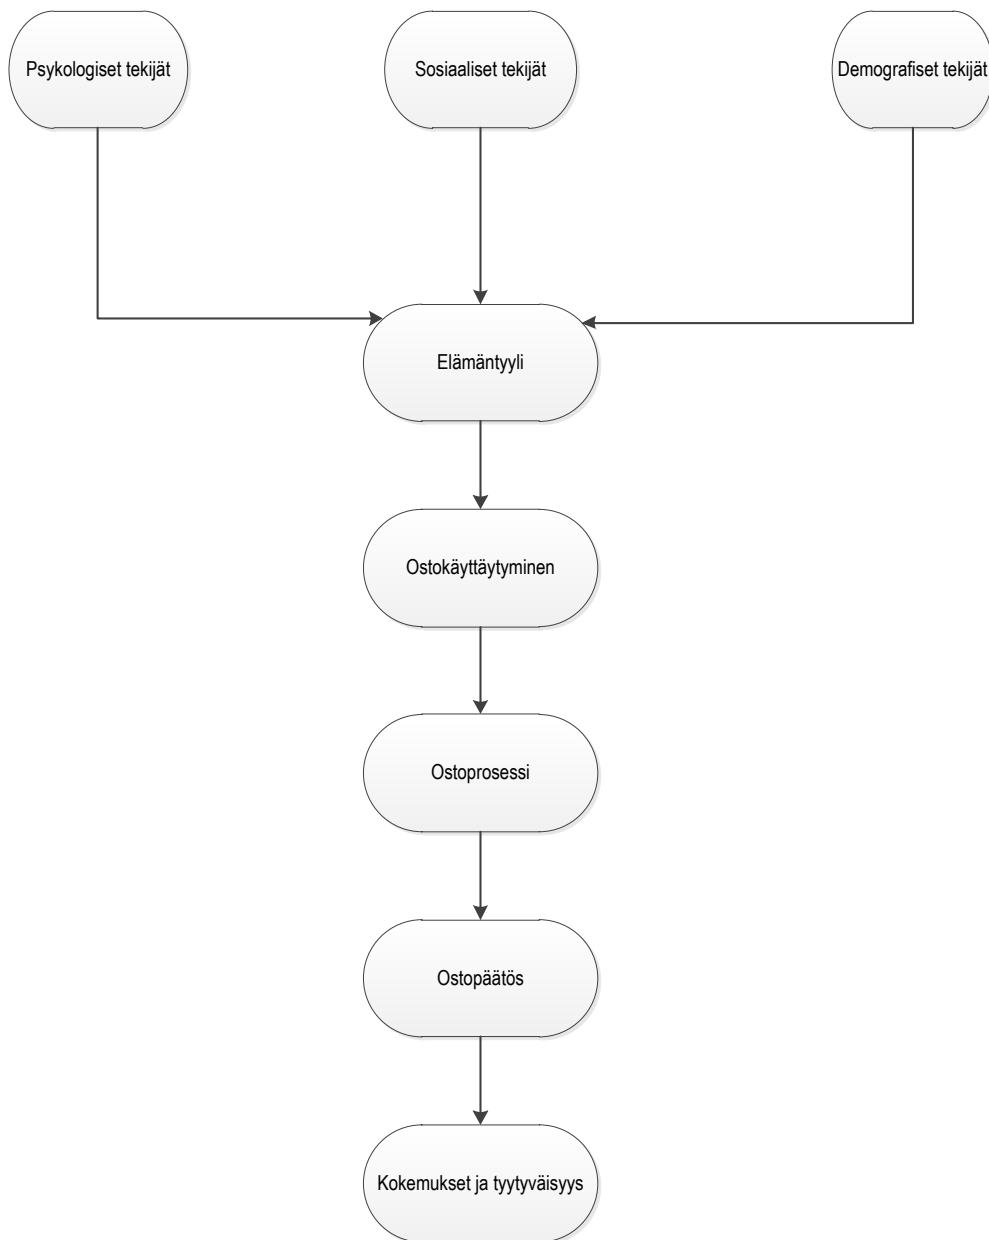 Psykologiset tekijät
Sosiaaliset tekijät
Demografiset tekijät
Elämäntyyli
Ostokäyttäytyminen
Ostoprosessi
Ostopäätös
Kokemukset ja tyytyväisyys